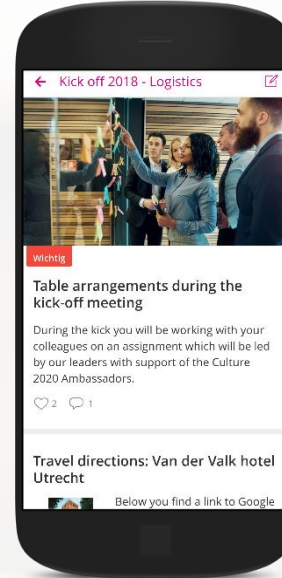 Kick off 2018 - Logistics
Wichtig
Table arrangements during the
kick-off meeting
During the kick you will be working with your
colleagues on an assignment which will be led
by our leaders with support of the Culture
2020 Ambassadors.
2 1
Travel directions: Van der Valk hotel
Utrecht
Below you find a link to Google